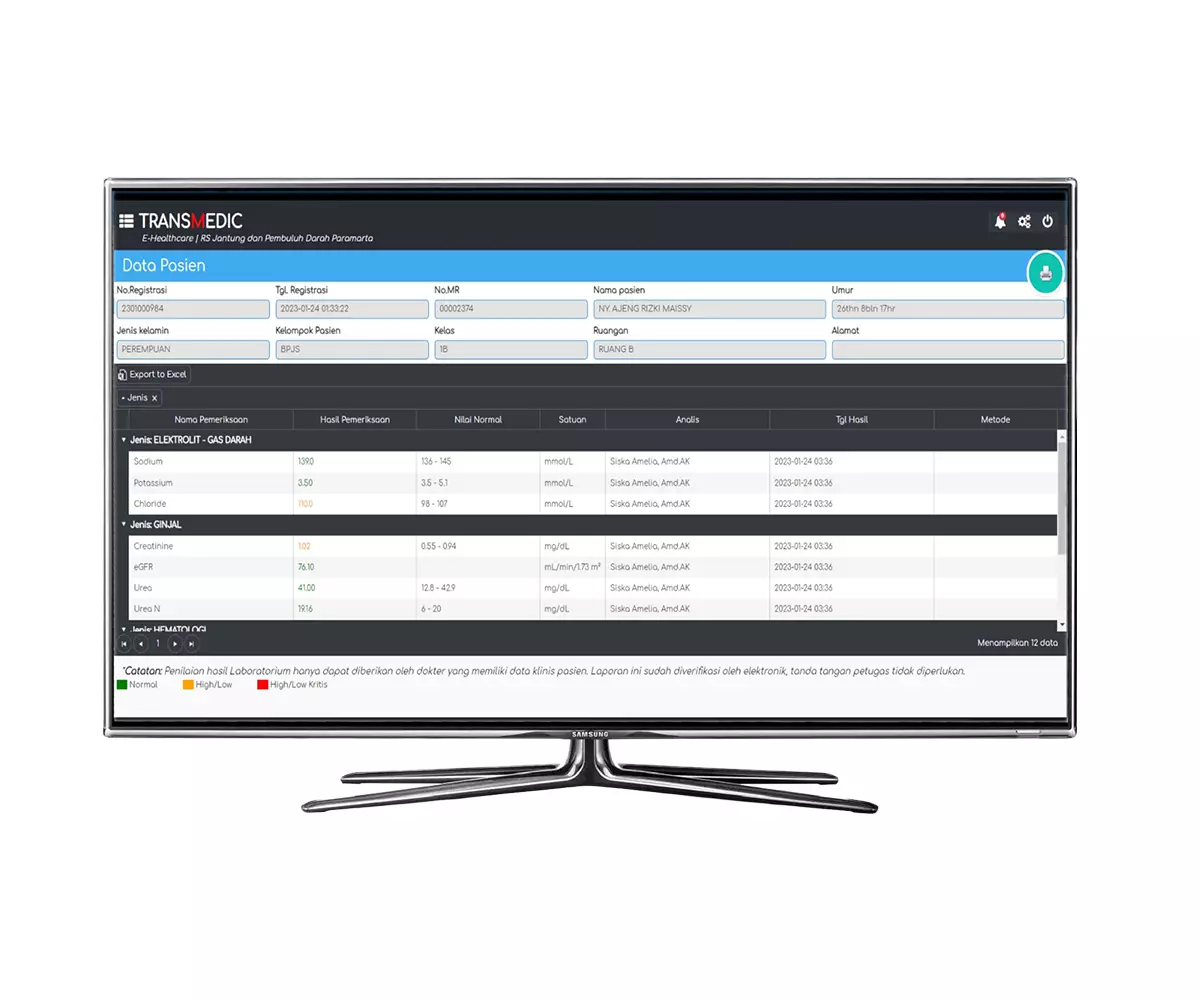 TRANSMEDIC
E-Healthcare | RS Jantung dan Pembuluh Darah Paramarta
Data Pasien
No.Registrasi Tgl. Registrasi No.MR Nama pasien Umur
2301000984 2023-01-24 01:33:22 00002374 NY. AJENG RIZKI MAISSY 26thn 8bln 17hr
Jenis kelamin Kelompok Pasien Kelas Ruangan Alamat
PEREMPUAN BPJS 1B RUANG B
Export to Excel
Jenis x
Nama Pemeriksaan Hasil Pemeriksaan Nilai Normal Satuan Analis Tgl Hasil Metode
Jenis: ELEKTROLIT - GAS DARAH
Sodium 139.0 136 - 145 mmol/L Siska Amelia, Amd.AK 2023-01-24 03:36
Potassium 3.50 3.5 - 5.1 mmol/L Siska Amelia, Amd.AK 2023-01-24 03:36
Chloride 110.0 98 - 107 mmol/L Siska Amelia, Amd.AK 2023-01-24 03:36
Jenis: GINJAL
Creatinine 1.02 0.55 - 0.94 mg/dL Siska Amelia, Amd.AK 2023-01-24 03:36
eGFR 76.10 mL/min/1.73 m² Siska Amelia, Amd.AK 2023-01-24 03:36
Urea 41.00 12.8 - 42.9 mg/dL Siska Amelia, Amd.AK 2023-01-24 03:36
Urea N 19.16 6 - 20 mg/dL Siska Amelia, Amd.AK 2023-01-24 03:36
Jenis: HEMATOLOGI
1 Menampilkan 12 data
*Catatan: Penilaian hasil Laboratorium hanya dapat diberikan oleh dokter yang memiliki data klinis pasien. Laporan ini sudah diverifikasi oleh elektronik, tanda tangan petugas tidak diperlukan.
Normal High/Low High/Low Kritis
SAMSUNG